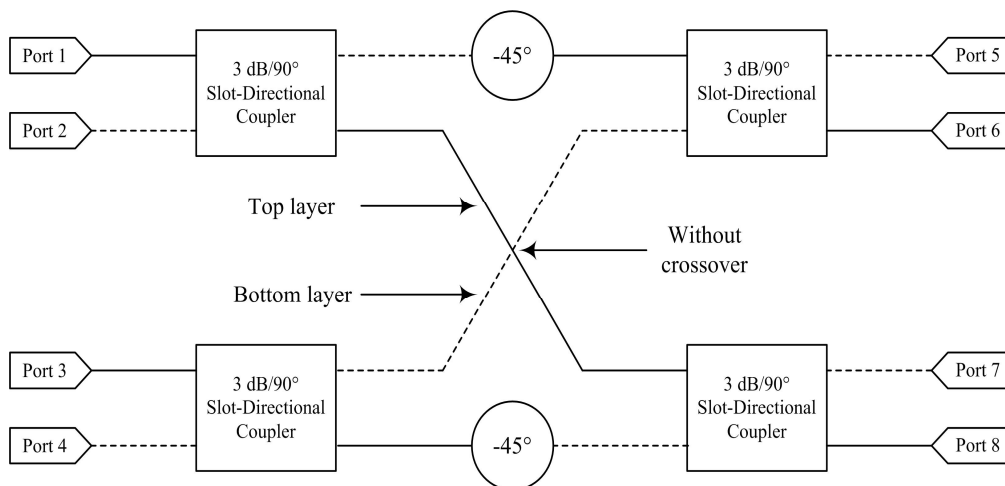 Port 1
3 dB/90°
Slot-Directional
Coupler
-45°
3 dB/90°
Slot-Directional
Coupler
Port 5
Port 2
Port 6
Top layer
Without
crossover
Bottom layer
Port 3
3 dB/90°
Slot-Directional
Coupler
3 dB/90°
Slot-Directional
Coupler
Port 7
Port 4
-45°
Port 8